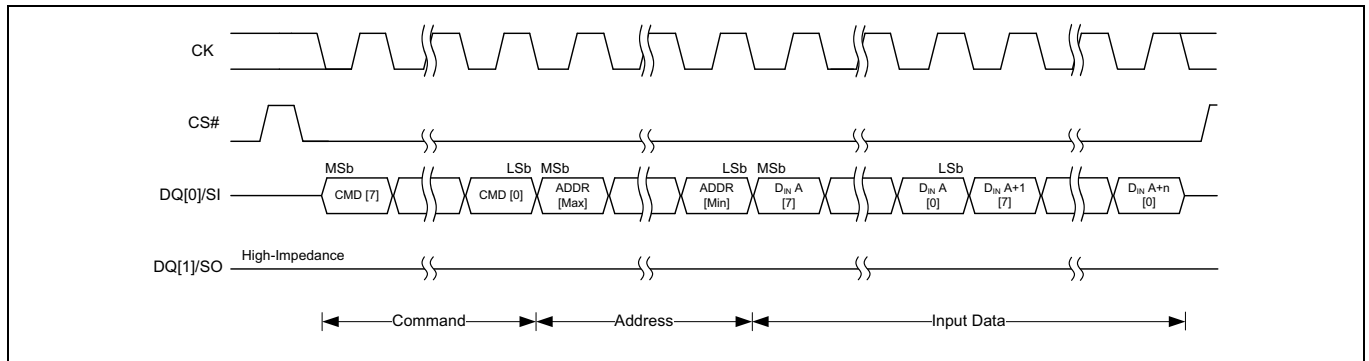 CK
CS#
MSb LSb MSb LSb MSb LSb
DQ[0]/SI CMD [7] CMD [0] ADDR [Max] ADDR [Min] DIN A [7] DIN A [0] DIN A+1 [7] DIN A+n [0]
DQ[1]/SO High-Impedance
Command Address Input Data